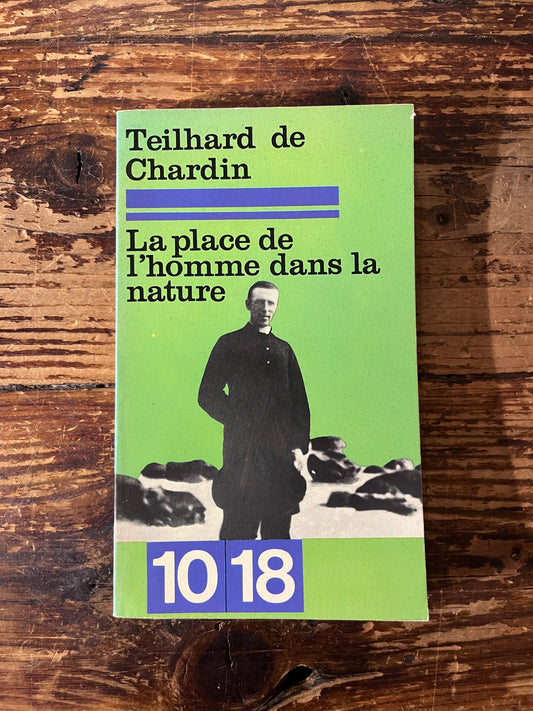 Teilhard de
Chardin
La place de
l'homme dans la
nature
10 18